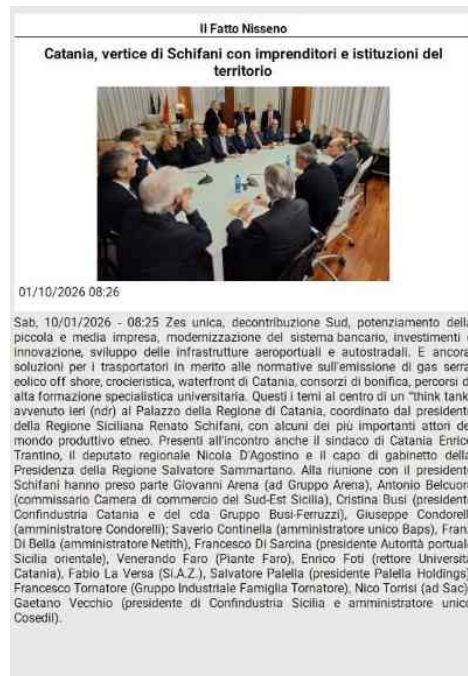 Il Fatto Nisseno
Catania, vertice di Schifani con imprenditori e istituzioni del
territorio
01/10/2026 08:26
Sab, 10/01/2026 - 08:25 Zes unica, decontribuzione Sud, potenziamento della
piccola e media impresa, modernizzazione del sistema bancario, investimenti e
innovazione, sviluppo delle infrastrutture aeroportuali e autostradali. E ancora
soluzioni per i trasportatori in merito alle normative sull'emissione di gas serra,
eolico off shore, crocieristica, waterfront di Catania, consorzi di bonifica, percorsi di
alta formazione specialistica universitaria. Questi i temi al centro di un "think tank"
avvenuto ieri (ndr) al Palazzo della Regione di Catania, coordinato dal presidente
della Regione Siciliana Renato Schifani, con alcuni dei più importanti attori del
mondo produttivo etneo. Presenti all'incontro anche il sindaco di Catania Enrico
Trantino, il deputato regionale Nicola D'Agostino e il capo di gabinetto della
Presidenza della Regione Salvatore Sammartano. Alla riunione con il presidente
Schifani hanno preso parte Giovanni Arena (ad Gruppo Arena), Antonio Belcuore
(commissario Camera di commercio del Sud-Est Sicilia), Cristina Busi (presidente
Confindustria Catania e del cda Gruppo Busi-Ferruzzi), Giuseppe Condorelli
(amministratore Condorelli); Saverio Continella (amministratore unico Baps), Franz
Di Bella (amministratore Netith), Francesco Di Sarcina (presidente Autorità portuale
Sicilia orientale), Venerando Faro (Piante Faro), Enrico Foti (rettore Università
Catania), Fabio La Versa (Si.A.Z.), Salvatore Palella (presidente Palella Holdings),
Francesco Tornatore (Gruppo Industriale Famiglia Tornatore), Nico Torrisi (ad Sac),
Gaetano Vecchio (presidente di Confindustria Sicilia e amministratore unico
Cosedil).